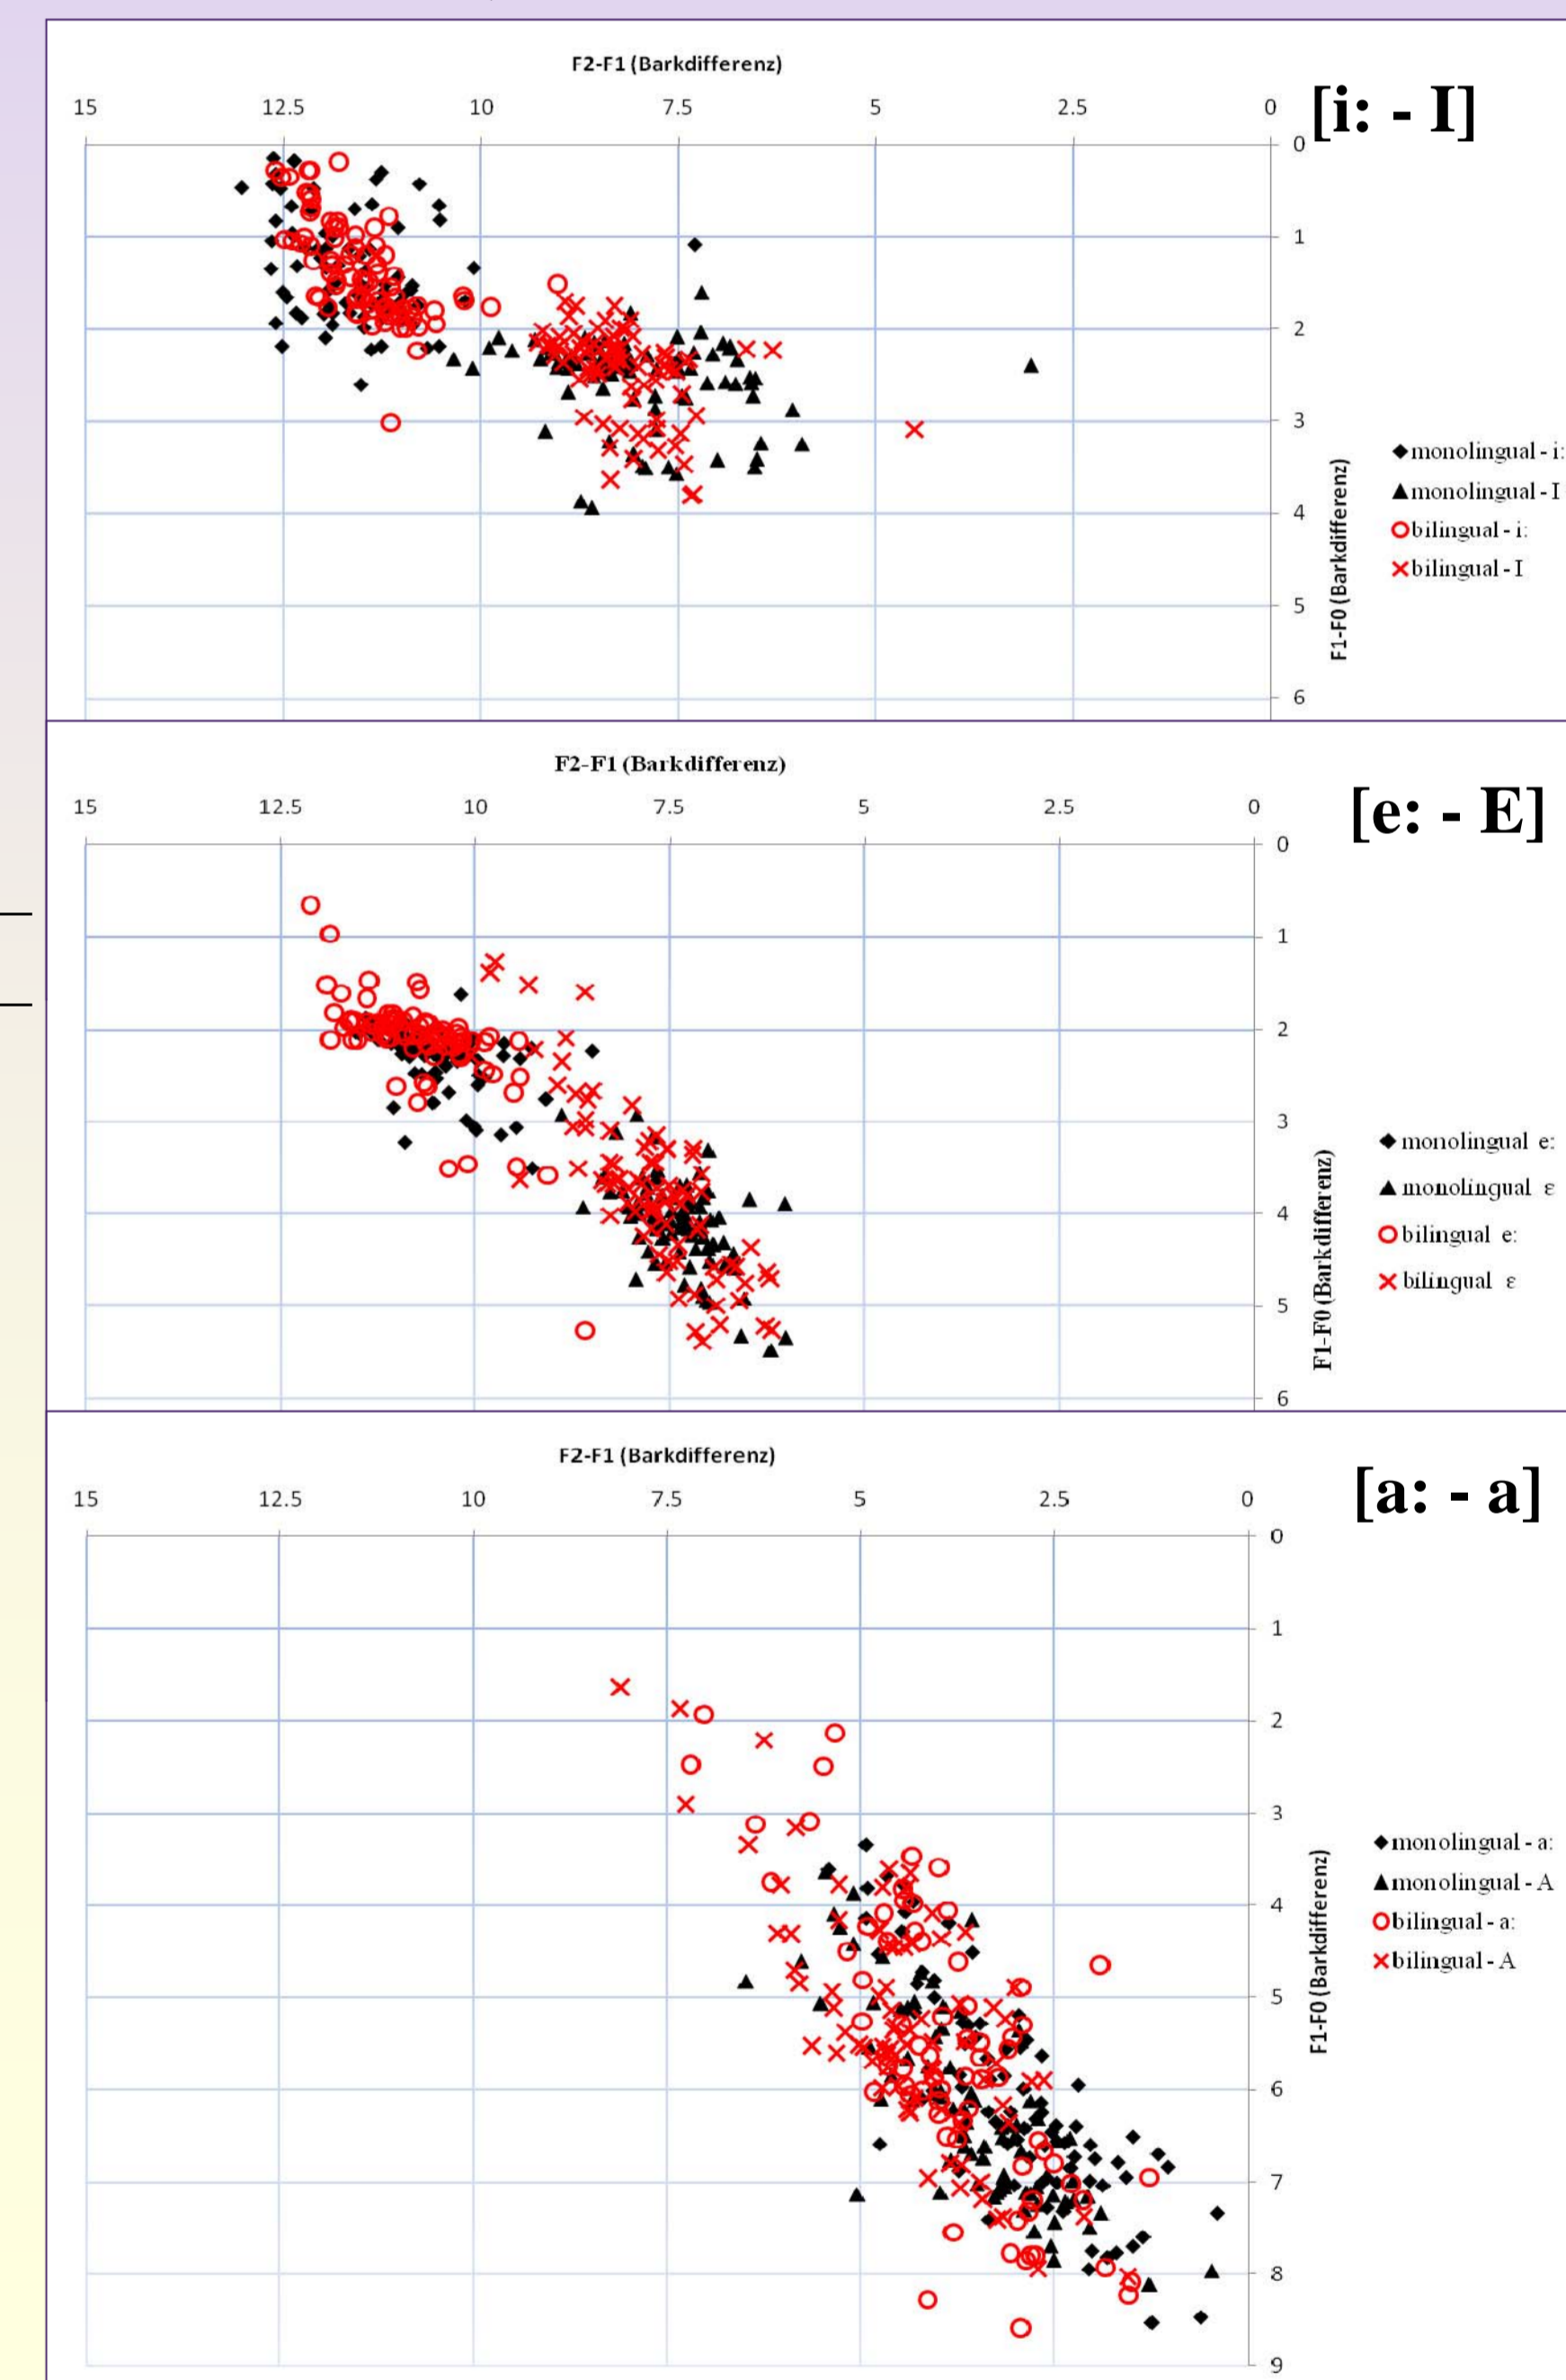 F2-F1 (Barkdifferenz)
15 12.5 10 7.5 5 2.5 0
[i: - I]
0
1
2
3
4
5
6
F1-F0 (Barkdifferenz)
monolingual - i:
monolingual - I
bilingual - i:
bilingual - I
F2-F1 (Barkdifferenz)
15 12.5 10 7.5 5 2.5 0
[e: - E]
0
1
2
3
4
5
6
F1-F0 (Barkdifferenz)
monolingual e:
monolingual ε
bilingual e:
bilingual ε
F2-F1 (Barkdifferenz)
15 12.5 10 7.5 5 2.5 0
[a: - a]
0
1
2
3
4
5
6
7
8
9
F1-F0 (Barkdifferenz)
monolingual - a:
monolingual - A
bilingual - a:
bilingual - A